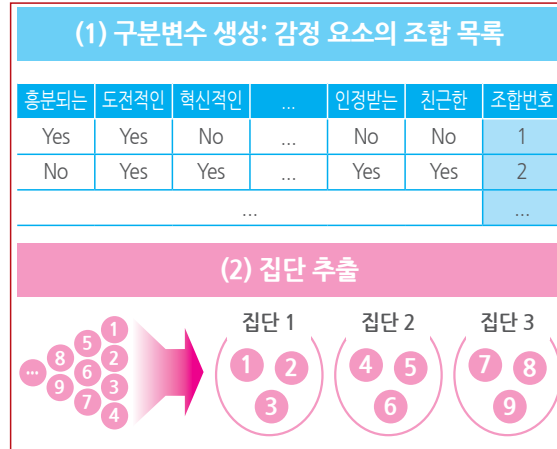 (1) 구분변수 생성: 감정 요소의 조합 목록
흥분되는 도전적인 혁신적인 ... 인정받는 친근한 조합번호
Yes Yes No ... No No 1
No Yes Yes ... Yes Yes 2
... ...
(2) 집단 추출
집단 1 집단 2 집단 3
... 8 9 5 6 7 1 2 3 4
1 2 3
4 5 6
7 8 9